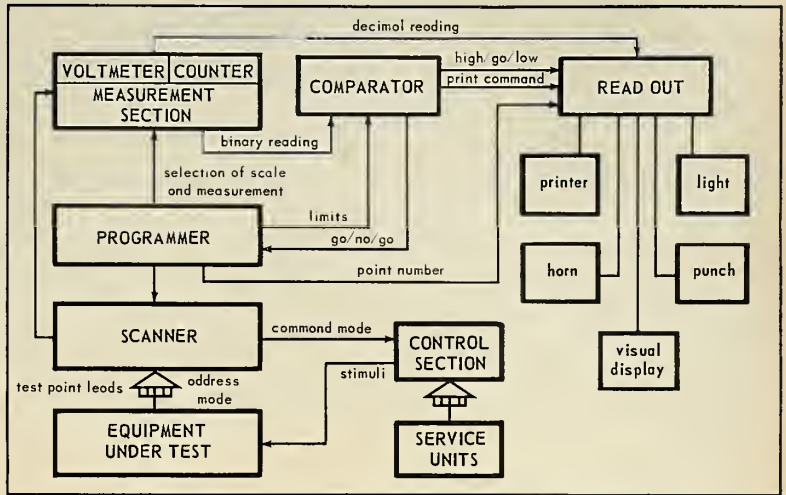 decimol reoding
VOLTMETER COUNTER
MEASUREMENT
SECTION
COMPARATOR
high/go/low
print command
READ OUT
binary reading
selection of scale
ond measurement
printer
light
PROGRAMMER
limits
go/no/go
point number
horn
punch
SCANNER
commond mode
CONTROL
SECTION
visual
display
test point leods
oddress
mode
stimuli
EQUIPMENT
UNDER TEST
SERVICE
UNITS